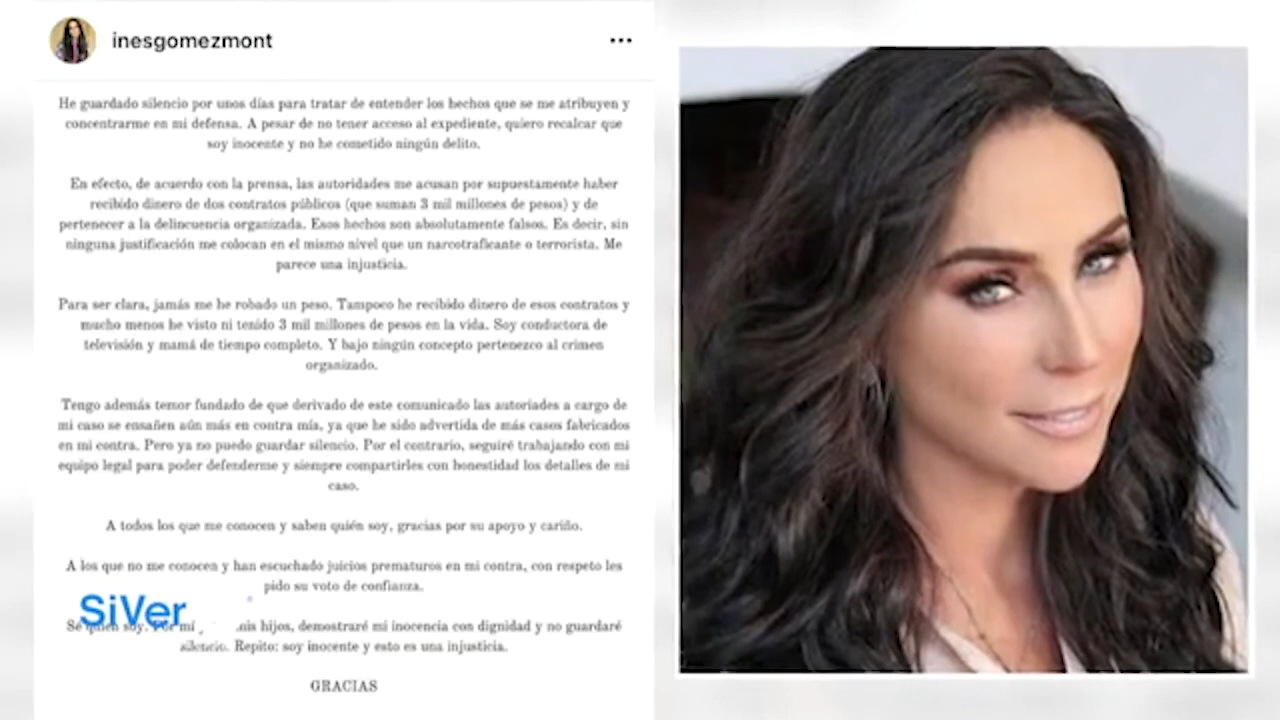 inesgomezmont
He guardado silencio por unos días para tratar de entender los hechos que se me atribuyen y
concentrarme en mi defensa. A pesar de no tener acceso al expediente, quiero recalcar que
soy inocente y no he cometido ningún delito.
En efecto, de acuerdo con la prensa, las autoridades me acusan por supuestamente haber
recibido dinero de dos contratos públicos (que suman 3 mil millones de pesos) y de
pertenecer a la delincuencia organizada. Esos hechos son absolutamente falsos. Es decir, sin
ninguna justificación me colocan en el mismo nivel que un narcotraficante o terrorista. Me
parece una injusticia.
Para ser clara, jamás me he robado un peso. Tampoco he recibido dinero de esos contratos y
mucho menos he visto ni tenido 3 mil millones de pesos en la vida. Soy conductora de
televisión y mamá de tiempo completo. Y bajo ningún concepto pertenezco al crimen
organizado.
Tengo además temor fundado de que derivado de este comunicado las autoriades a cargo de
mi caso se ensañen aún más en contra mía, ya que he sido advertida de más casos fabricados
en mi contra. Pero ya no puedo guardar silencio. Por el contrario, seguiré trabajando con mi
equipo legal para poder defenderme y siempre compartirles con honestidad los detalles de mi
caso.
A todos los que me conocen y saben quién soy, gracias por su apoyo y cariño.
A los que no me conocen y han escuchado juicios prematuros en mi contra, con respeto les
pido su voto de confianza.
SiVer
Sé quién soy. Por mí hijos, demostraré mi inocencia con dignidad y no guardaré
silencio. Repito: soy inocente y esto es una injusticia.
GRACIAS